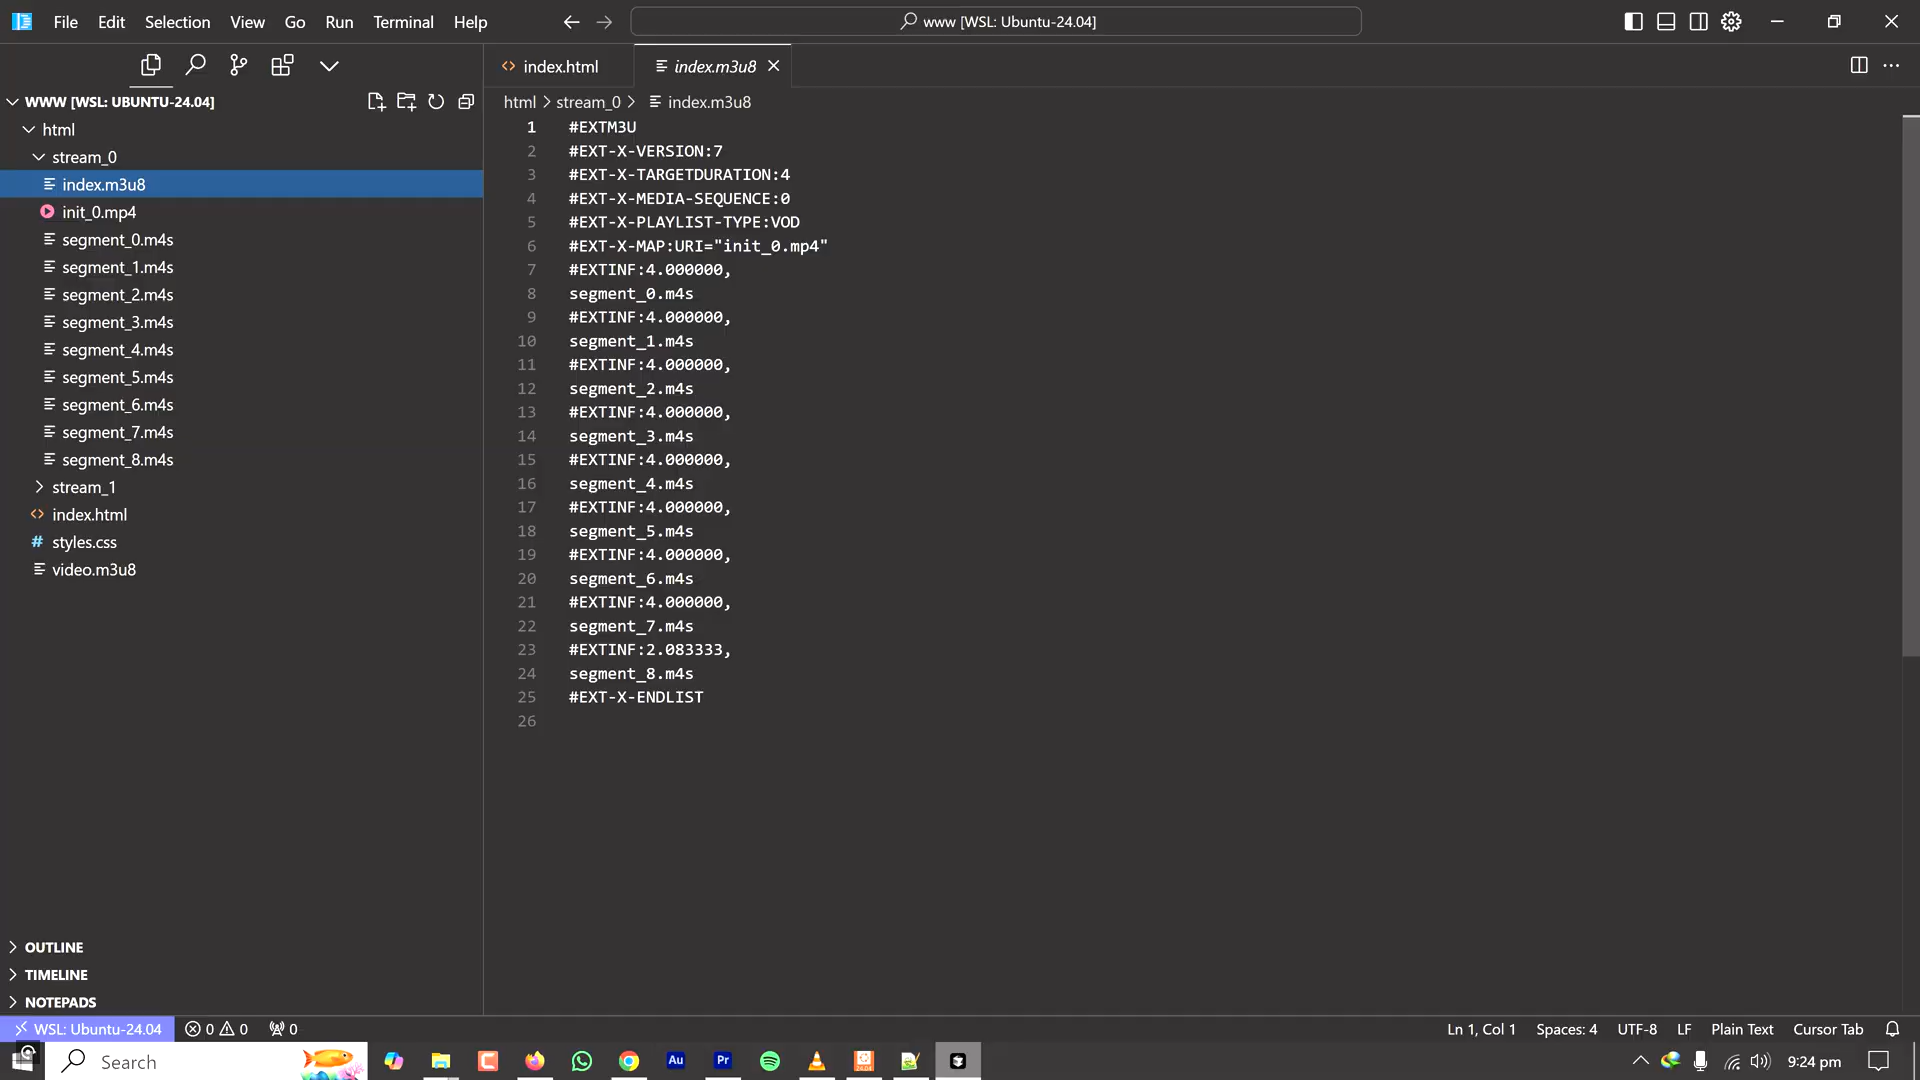 File Edit Selection View Go Run Terminal Help
www [WSL: Ubuntu-24.04]
index.html
index.m3u8
WWW [WSL: UBUNTU-24.04]
html
stream_0
index.m3u8
init_0.mp4
segment_0.m4s
segment_1.m4s
segment_2.m4s
segment_3.m4s
segment_4.m4s
segment_5.m4s
segment_6.m4s
segment_7.m4s
segment_8.m4s
stream_1
index.html
styles.css
video.m3u8
OUTLINE
TIMELINE
NOTEPADS
html > stream_0 > index.m3u8
1 #EXTM3U
2 #EXT-X-VERSION:7
3 #EXT-X-TARGETDURATION:4
4 #EXT-X-MEDIA-SEQUENCE:0
5 #EXT-X-PLAYLIST-TYPE:VOD
6 #EXT-X-MAP:URI="init_0.mp4"
7 #EXTINF:4.000000,
8 segment_0.m4s
9 #EXTINF:4.000000,
10 segment_1.m4s
11 #EXTINF:4.000000,
12 segment_2.m4s
13 #EXTINF:4.000000,
14 segment_3.m4s
15 #EXTINF:4.000000,
16 segment_4.m4s
17 #EXTINF:4.000000,
18 segment_5.m4s
19 #EXTINF:4.000000,
20 segment_6.m4s
21 #EXTINF:4.000000,
22 segment_7.m4s
23 #EXTINF:2.083333,
24 segment_8.m4s
25 #EXT-X-ENDLIST
26
WSL: Ubuntu-24.04 0 0 0
Ln 1, Col 1 Spaces: 4 UTF-8 LF Plain Text Cursor Tab
Search
Au
Pr
24.04
9:24 pm